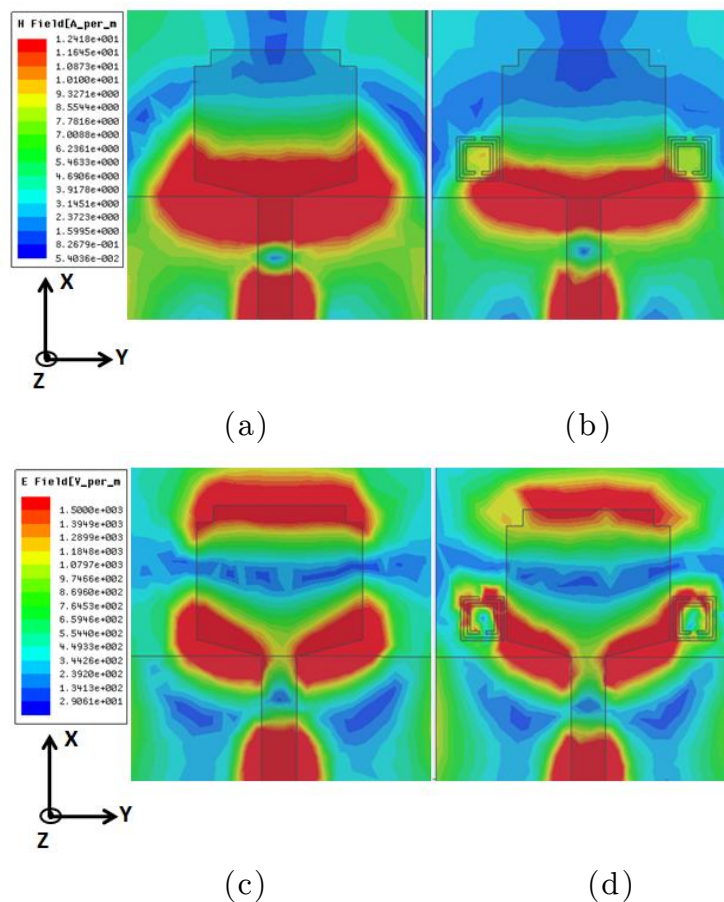 H Field[A_per_m
1.2418e+001
1.1645e+001
1.0873e+001
1.0100e+001
9.3271e+000
8.5544e+000
7.7816e+000
7.0088e+000
6.2361e+000
5.4633e+000
4.6906e+000
3.9178e+000
3.1451e+000
2.3723e+000
1.5995e+000
8.2679e-001
5.4036e-002
X
Y
Z
(a)
(b)
E Field[V_per_m
1.5000e+003
1.3949e+003
1.2899e+003
1.1848e+003
1.0797e+003
9.7466e+002
8.6960e+002
7.6453e+002
6.5946e+002
5.5440e+002
4.4933e+002
3.4426e+002
2.3920e+002
1.3413e+002
2.9061e+001
X
Y
Z
(c)
(d)